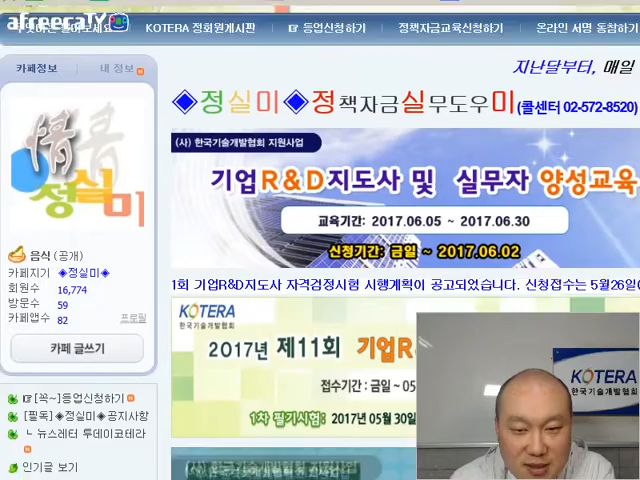 afreecaTV
KOTERA 정회원게시판
☞ 등업신청하기
정책자금교육신청하기
온라인 서명 동참하기
카페정보
내 정보
지난달부터, 매일
◈정실미◈정책자금실무도우미(콜센터 02-572-8520)
情
정실미
(사) 한국기술개발협회 지원사업
기업R&D지도사 및 실무자 양성교육
교육기간: 2017.06.05 ~ 2017.06.30
신청기간: 금일 ~ 2017.06.02
음식 (공개)
카페지기 ◈정실미◈
회원수 16,774
방문수 59
카페앱수 82
프로필
카페 글쓰기
1회 기업R&D지도사 자격검정시험 시행계획이 공고되었습니다. 신청접수는 5월26일
KOTERA
한국기술개발협회
2017년 제11회 기업R
접수기간 : 금일 ~ 05
1차 필기시험: 2017년 05월 30일
☞[꼭~]등업신청하기
[필독]◈정실미◈공지사항
└ 뉴스레터 투데이코테라
인기글 보기
KOTERA
한국기술개발협회